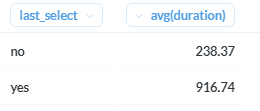 last_select avg(duration)
no 238.37
yes 916.74